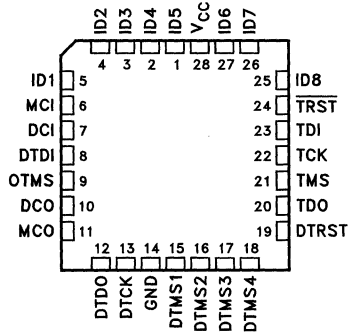 ID2 ID3 ID4 ID5 VCC ID6 ID7
4 3 2 1 28 27 26
ID1 5 25 ID8
MCI 6 24 TRST
DCI 7 23 TDI
DTDI 8 22 TCK
OTMS 9 21 TMS
DCO 10 20 TDO
MCO 11 19 DTRST
12 13 14 15 16 17 18
DTDO DTCK GND DTMS1 DTMS2 DTMS3 DTMS4